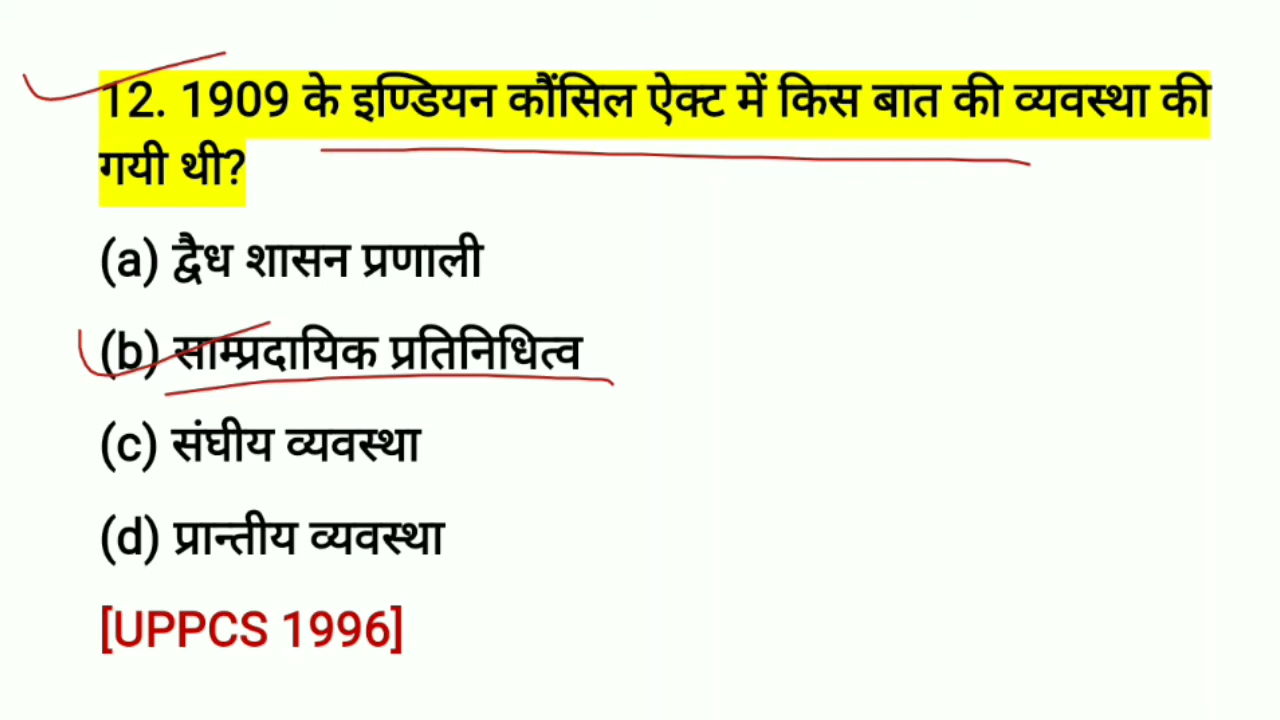 12. 1909 के इण्डियन कौंसिल ऐक्ट में किस बात की व्यवस्था की
गयी थी?
(a) द्वैध शासन प्रणाली
(b) साम्प्रदायिक प्रतिनिधित्व
(c) संघीय व्यवस्था
(d) प्रान्तीय व्यवस्था
[UPPCS 1996]